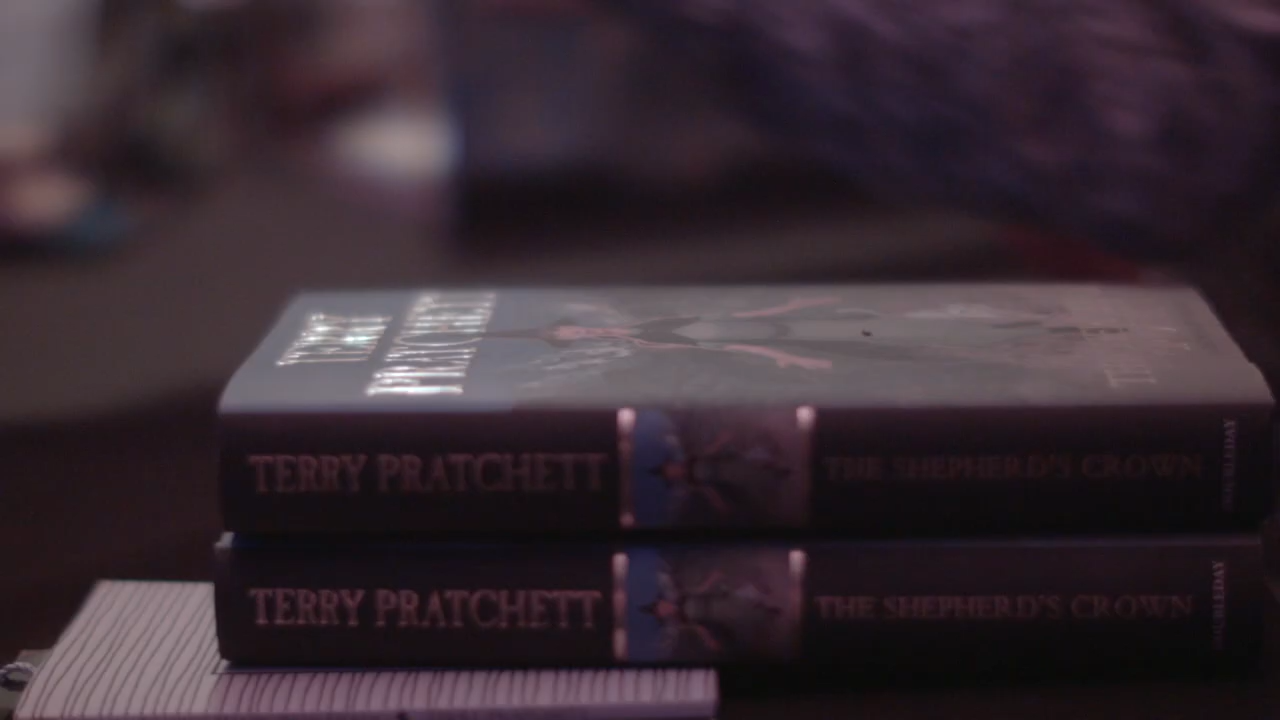 TERRY
PRATCHETT
TERRY PRATCHETT THE SHEPHERD'S CROWN DOUBLEDAY
TERRY PRATCHETT THE SHEPHERD'S CROWN DOUBLEDAY